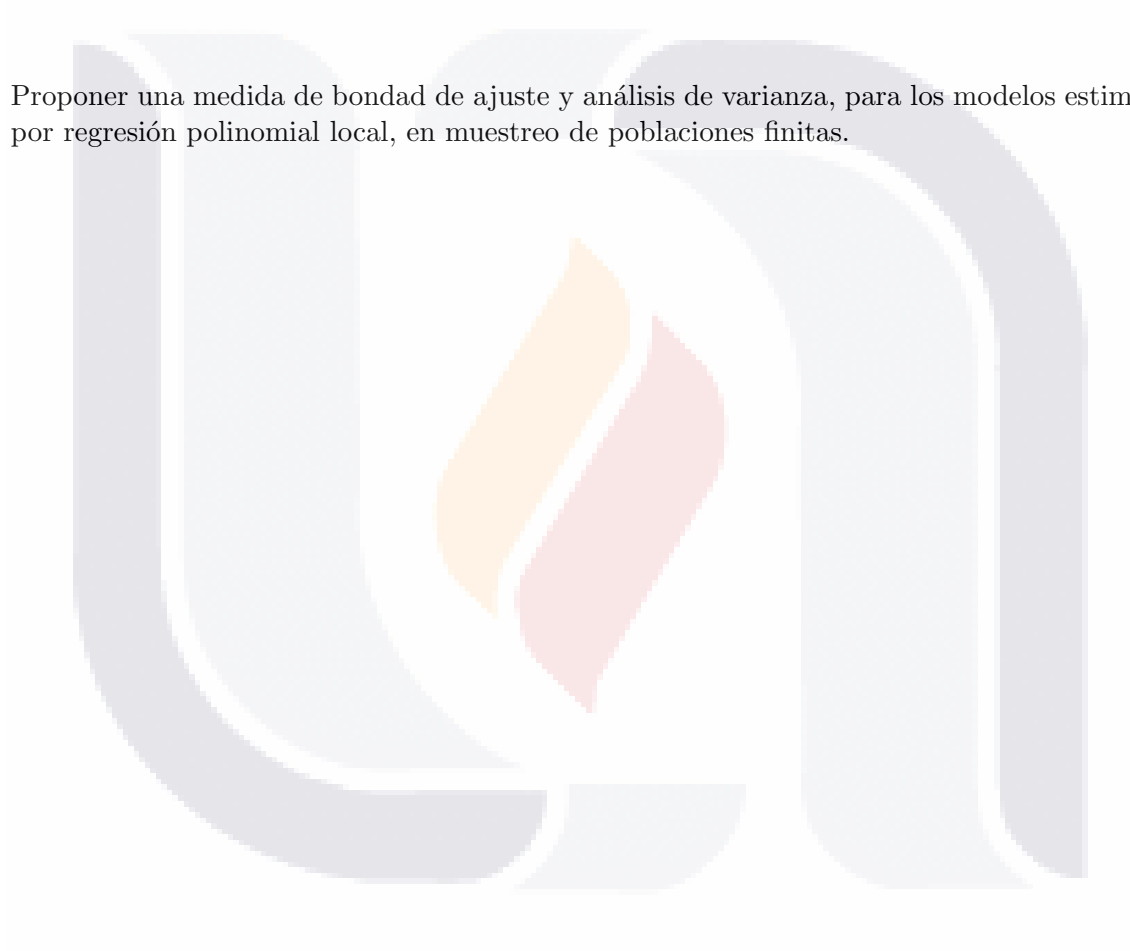 Proponer una medida de bondad de ajuste y análisis de varianza, para los modelos estim
por regresión polinomial local, en muestreo de poblaciones finitas.